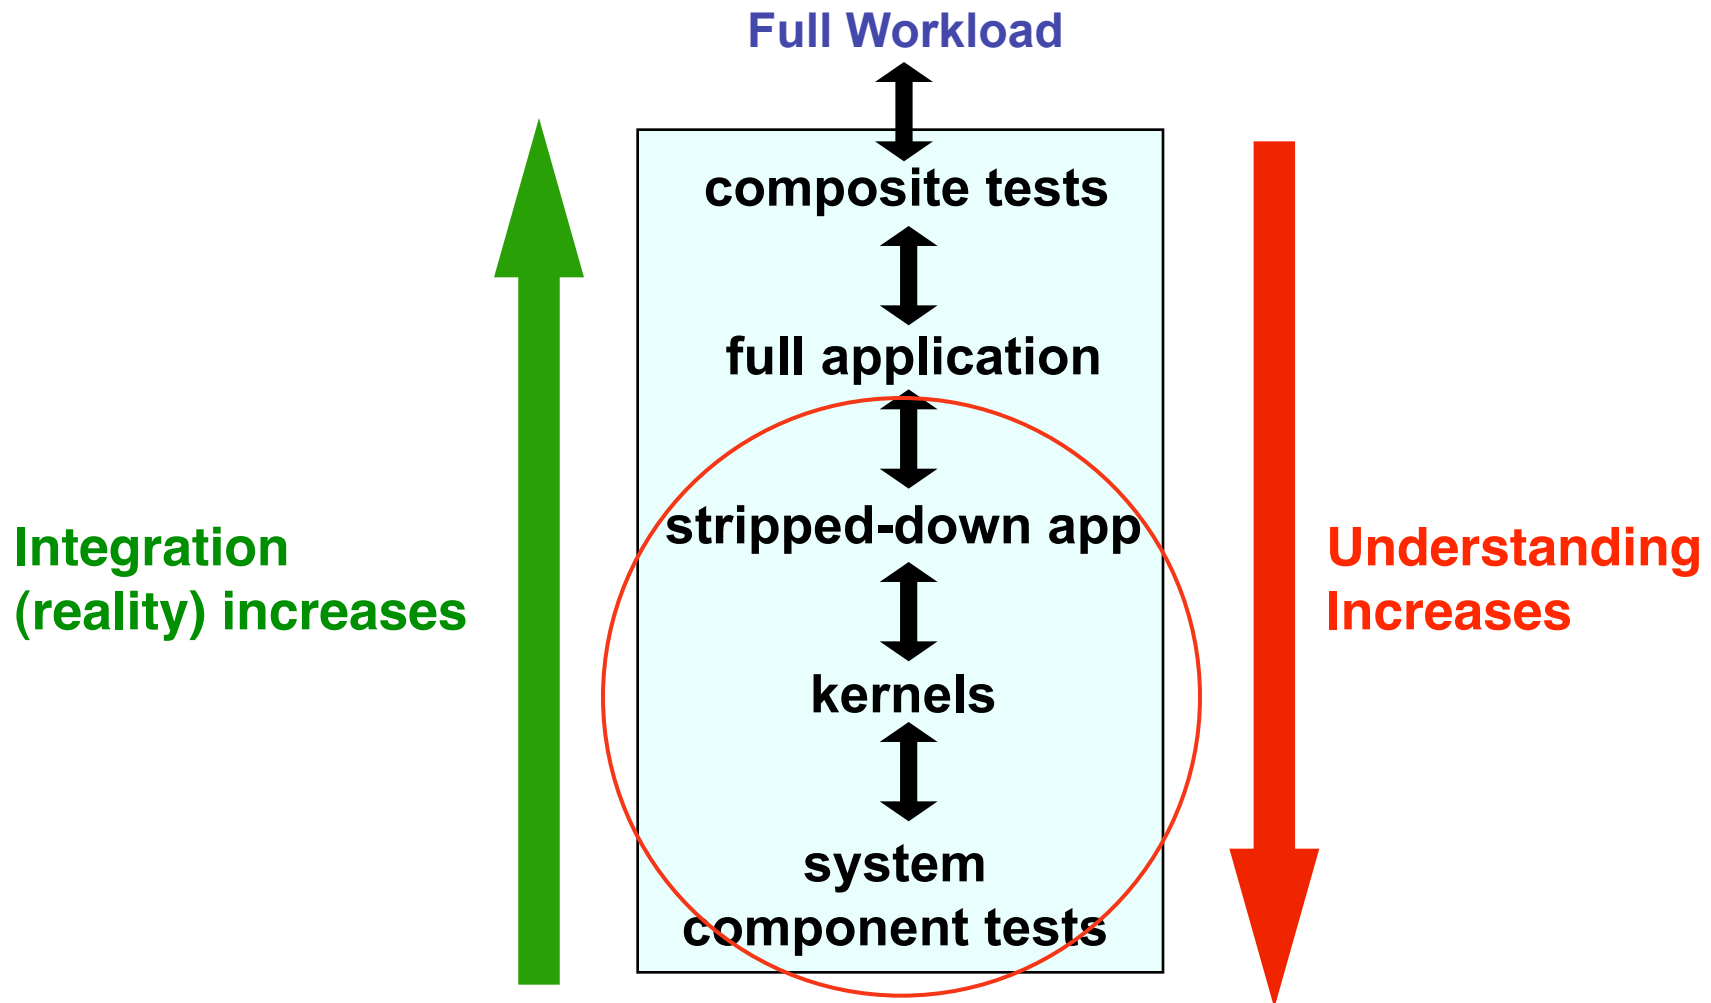 Full Workload
composite tests
full application
stripped-down app
Integration
(reality) increases
Understanding
Increases
kernels
system
component tests